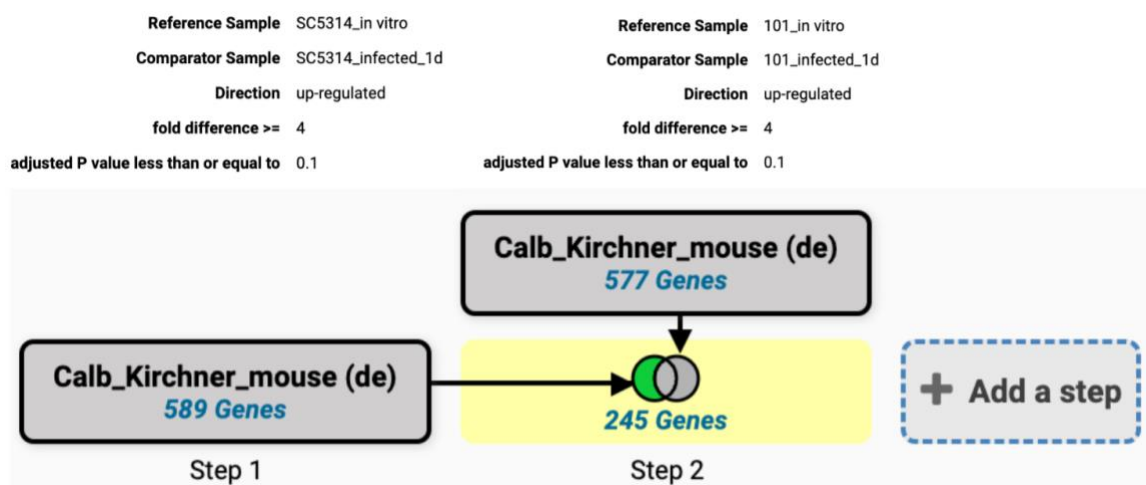 Reference Sample SC5314_in vitro
Comparator Sample SC5314_infected_1d
Direction up-regulated
fold difference >= 4
adjusted P value less than or equal to 0.1
Reference Sample 101_in vitro
Comparator Sample 101_infected_1d
Direction up-regulated
fold difference >= 4
adjusted P value less than or equal to 0.1
Calb_Kirchner_mouse (de)
577 Genes
Calb_Kirchner_mouse (de)
589 Genes
245 Genes
Add a step
Step 1
Step 2